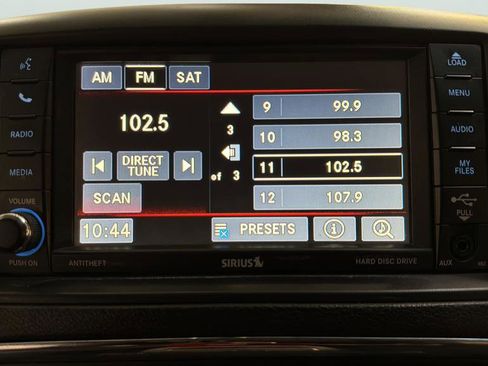 AM FM SAT
102.5
DIRECT
TUNE
SCAN
10:44
3
of 3
9 99.9
10 98.3
11 102.5
12 107.9
PRESETS
RADIO
MEDIA
VOLUME
PUSH ON
LOAD
MENU
AUDIO
MY
FILES
PULL
AUX
ANTITHEFT
SIRIUS
HARD DISC DRIVE